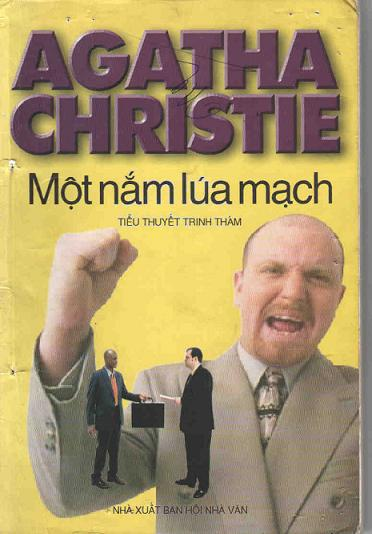 AGATHA
CHRISTIE
Một nắm lúa mạch
TIỂU THUYẾT TRINH THÁM
NHÀ XUẤT BẢN HỘI NHÀ VĂN